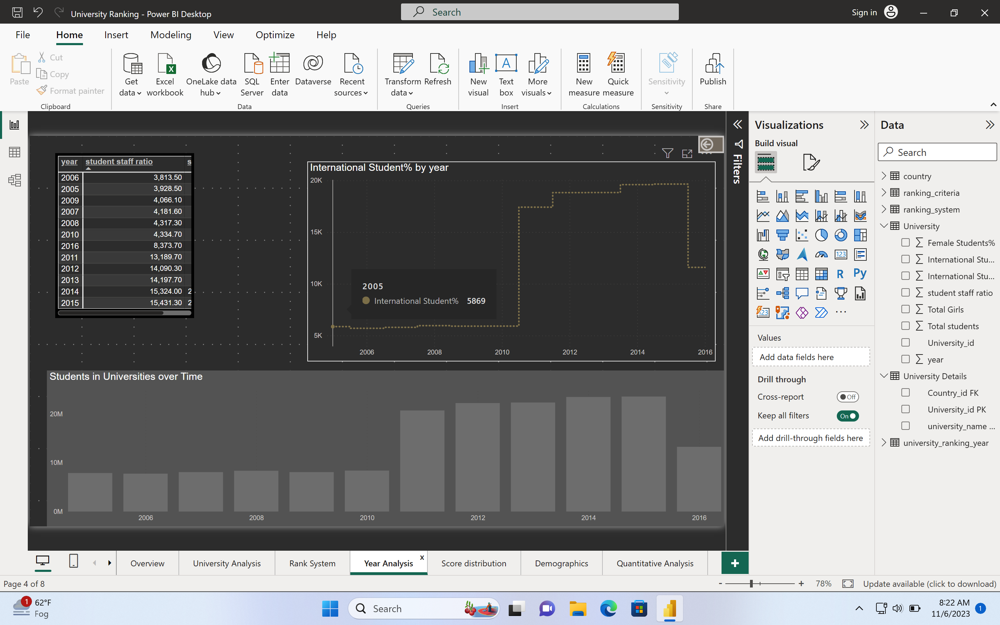 University Ranking - Power BI Desktop
Search
Sign in
File Home Insert Modeling View Optimize Help
Paste
Cut
Copy
Format painter
Clipboard
Get data
Excel workbook
OneLake data hub
SQL Server
Enter data
Dataverse
Recent sources
Data
Transform data
Refresh
Queries
New visual
Text box
More visuals
Insert
New measure
Quick measure
Calculations
Sensitivity
Sensitivity
Publish
Share
year student staff ratio s
2006 3,813.50
2005 3,928.50
2009 4,066.10
2007 4,181.60
2008 4,317.30
2010 4,334.70
2016 8,373.70
2011 13,189.70
2012 14,090.30
2013 14,197.70
2014 15,324.00 2
2015 15,431.30 2
International Student% by year
20K
15K
10K
5K
2005
International Student% 5869
2006 2008 2010 2012 2014 2016
Students in Universities over Time
20M
10M
0M
2006 2008 2010 2012 2014 2016
Filters
Visualizations
Build visual
123
R
Py
123
...
Values
Add data fields here
Drill through
Cross-report Off
Keep all filters On
Add drill-through fields here
Data
Search
country
ranking_criteria
ranking_system
University
Female Students%
International Stu...
International Stu...
student staff ratio
Total Girls
Total students
University_id
year
University Details
Country_id FK
University_id PK
university_name ...
university_ranking_year
Overview University Analysis Rank System Year Analysis x Score distribution Demographics Quantitative Analysis +
Page 4 of 8
- + 78% Update available (click to download)
1
62°F
Fog
Search
8:22 AM
11/6/2023
1